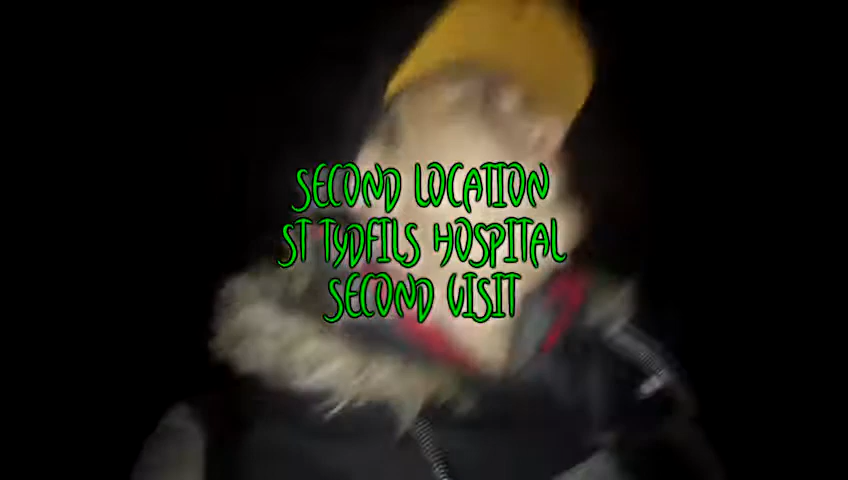 SECOND LOCATION
ST TYDFILS HOSPITAL
SECOND VISIT